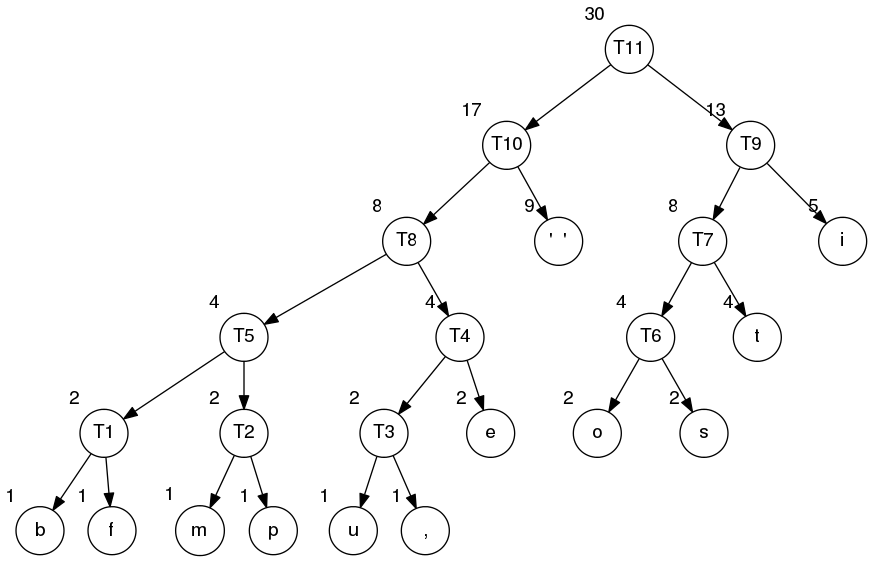 30
T11
17 13
T10 T9
8 9 8 5
T8 ' ' T7 i
4 4 4 4
T5 T4 T6 t
2 2 2 2 2 2
T1 T2 T3 e o s
1 1 1 1 1 1
b f m p u ,